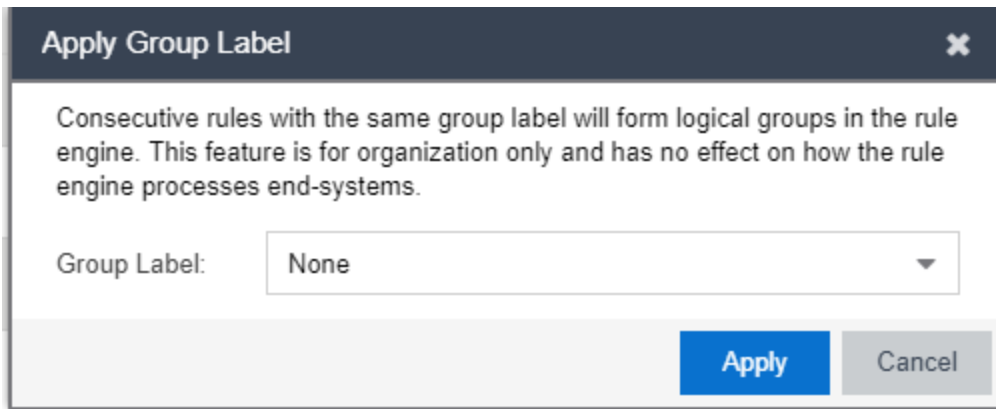 Apply Group Label
Consecutive rules with the same group label will form logical groups in the rule
engine. This feature is for organization only and has no effect on how the rule
engine processes end-systems.
Group Label: None
Apply Cancel